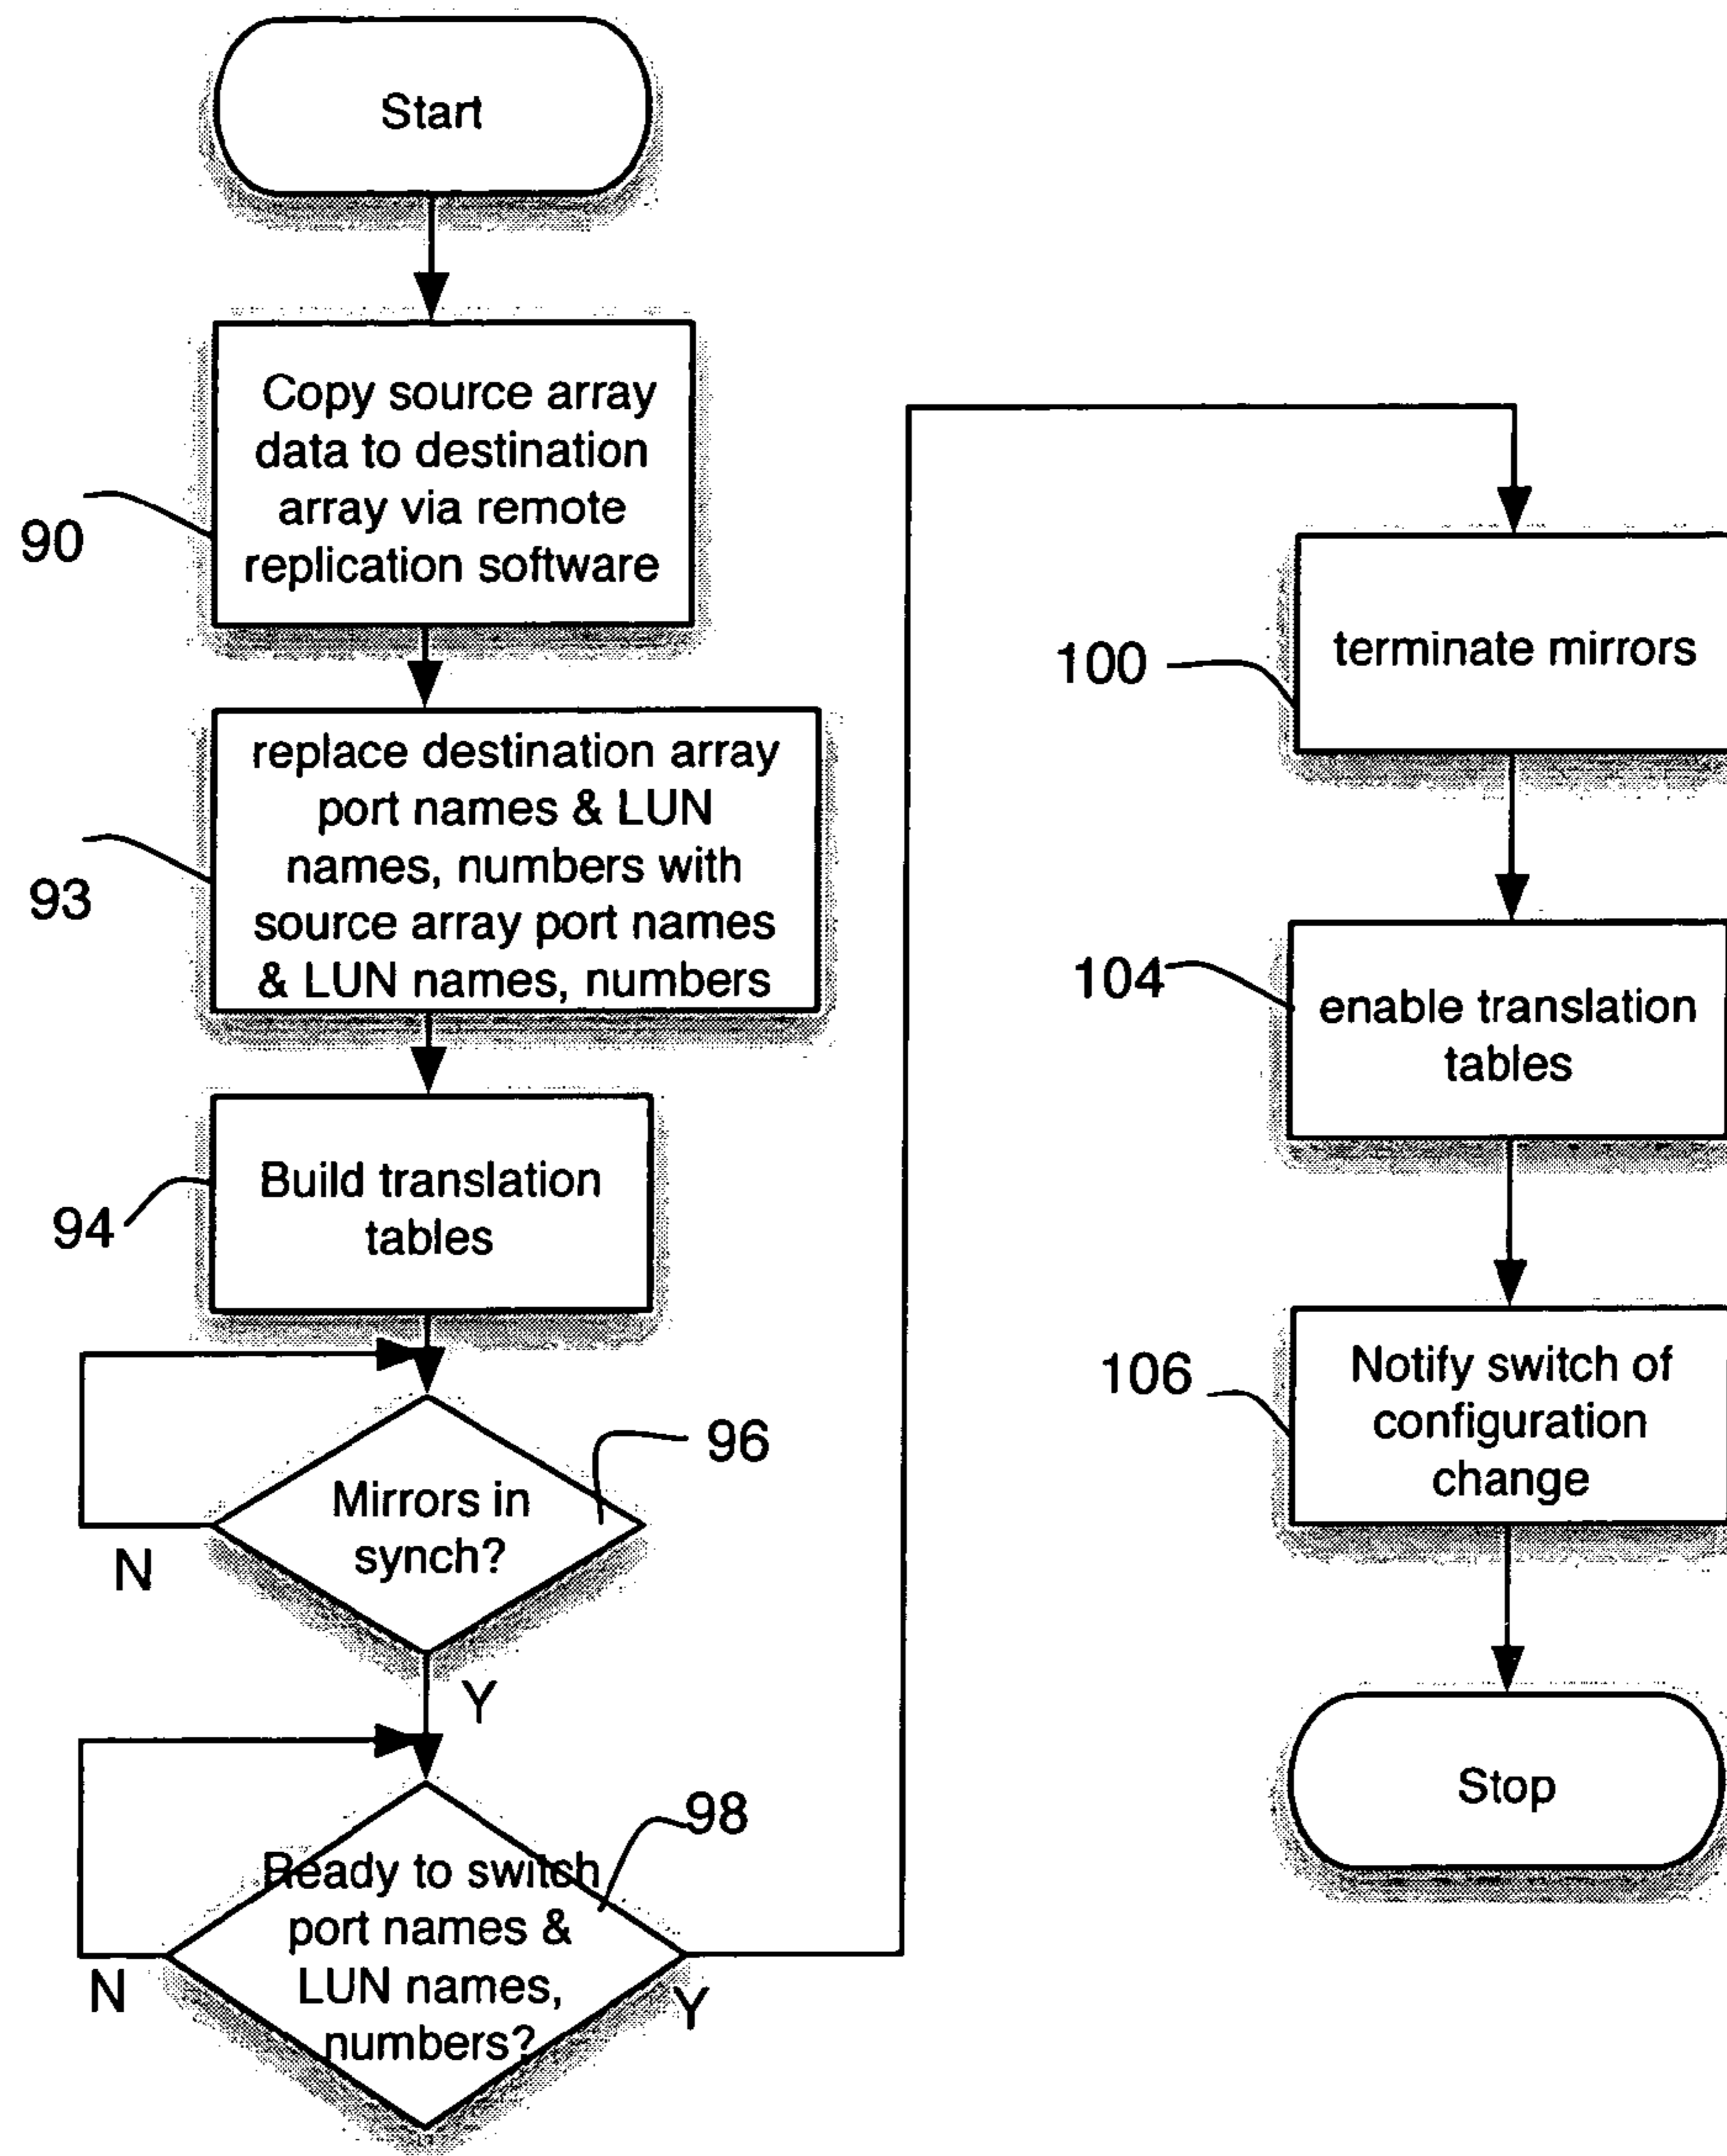 Start
90
Copy source array
data to destination
array via remote
replication software
93
replace destination array
port names & LUN
names, numbers with
source array port names
& LUN names, numbers
94
Build translation
tables
96
Mirrors in
synch?
N
Y
98
Ready to switch
port names &
LUN names,
numbers?
N
Y
100
terminate mirrors
104
enable translation
tables
106
Notify switch of
configuration
change
Stop